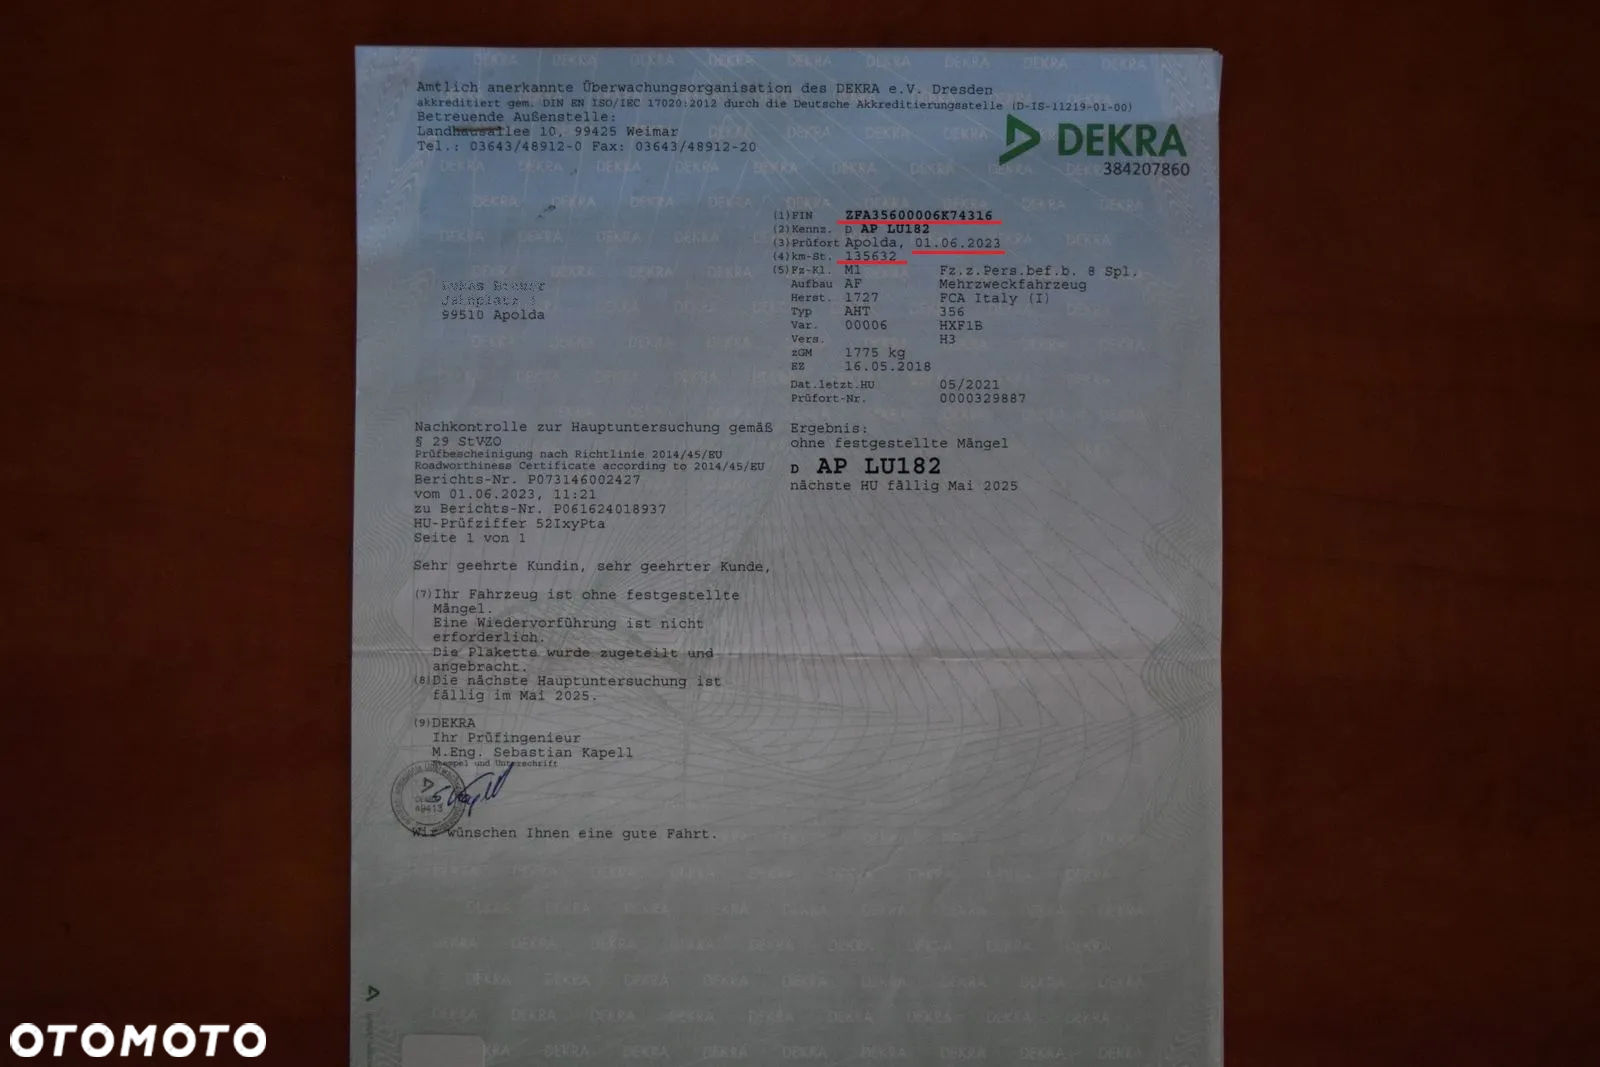 Amtlich anerkannte Überwachungsorganisation des DEKRA e.V. Dresden
akkreditiert gem. DIN EN ISO/IEC 17020:2012 durch die Deutsche Akkreditierungsstelle (D-IS-11219-01-00)
Betreuende Außenstelle:
Landhausallee 10, 99425 Weimar
Tel.: 03643/48912-0 Fax: 03643/48912-20
DEKRA
384207860
(1) FIN ZFA35600006K74316
(2) Kennz. D AP LU182
(3) Prüfort Apolda, 01.06.2023
(4) km-St. 135632
(5) Fz-Kl. M1 Fz.z.Pers.bef.b. 8 Spl.
Aufbau AF Mehrzweckfahrzeug
Herst. 1727 FCA Italy (I)
Typ AHT 356
Var. 00006 HXF1B
Vers. H3
zGM 1775 kg
EZ 16.05.2018
Dat.letzt.HU 05/2021
Prüfort-Nr. 0000329887
99510 Apolda
Nachkontrolle zur Hauptuntersuchung gemäß
§ 29 StVZO
Prüfbescheinigung nach Richtlinie 2014/45/EU
Roadworthiness Certificate according to 2014/45/EU
Berichts-Nr. P073146002427
vom 01.06.2023, 11:21
zu Berichts-Nr. P061624018937
HU-Prüfziffer 52IxyPta
Seite 1 von 1
Ergebnis:
ohne festgestellte Mängel
D AP LU182
nächste HU fällig Mai 2025
Sehr geehrte Kundin, sehr geehrter Kunde,
(7) Ihr Fahrzeug ist ohne festgestellte
Mängel.
Eine Wiedervorführung ist nicht
erforderlich.
Die Plakette wurde zugeteilt und
angebracht.
(8) Die nächste Hauptuntersuchung ist
fällig im Mai 2025.
(9) DEKRA
Ihr Prüfingenieur
M.Eng. Sebastian Kapell
Stempel und Unterschrift
Wir wünschen Ihnen eine gute Fahrt.
OTOMOTO